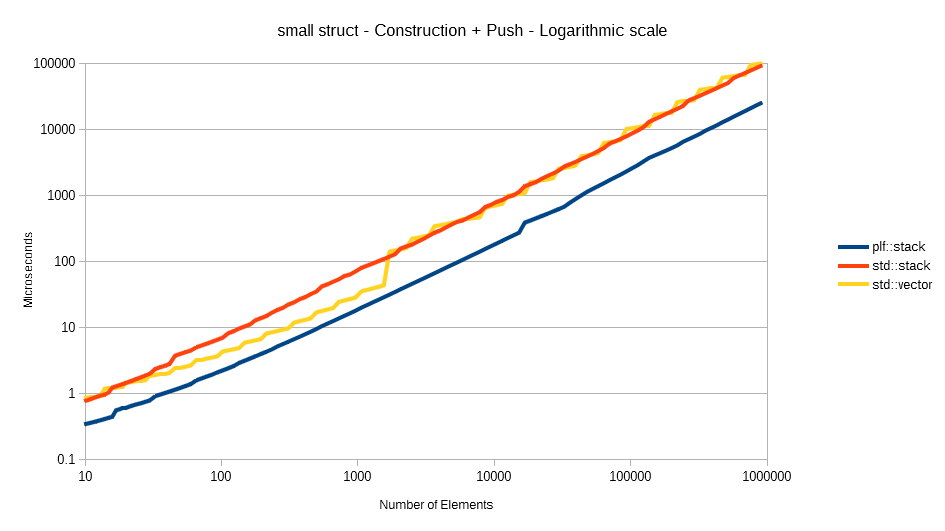 small struct - Construction + Push - Logarithmic scale
100000
10000
1000
100
10
1
0.1
Microseconds
10
100
1000
10000
100000
1000000
Number of Elements
plf::stack
std::stack
std::vector